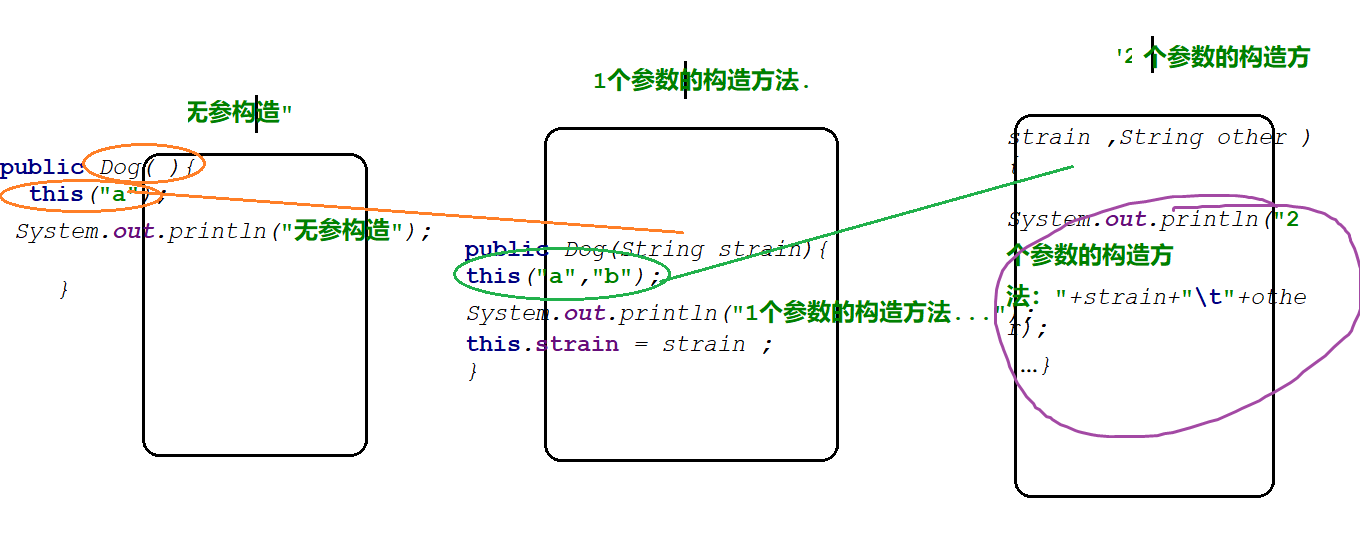 无参构造"
public Dog( ){
this("a");
System.out.println("无参构造");
}
1个参数的构造方法.
public Dog(String strain){
this("a","b");
System.out.println("1个参数的构造方法...");
this.strain = strain ;
}
'2 个参数的构造方
strain ,String other )
{
System.out.println("2
个参数的构造方
法: "+strain+"\t"+othe
r);
…}